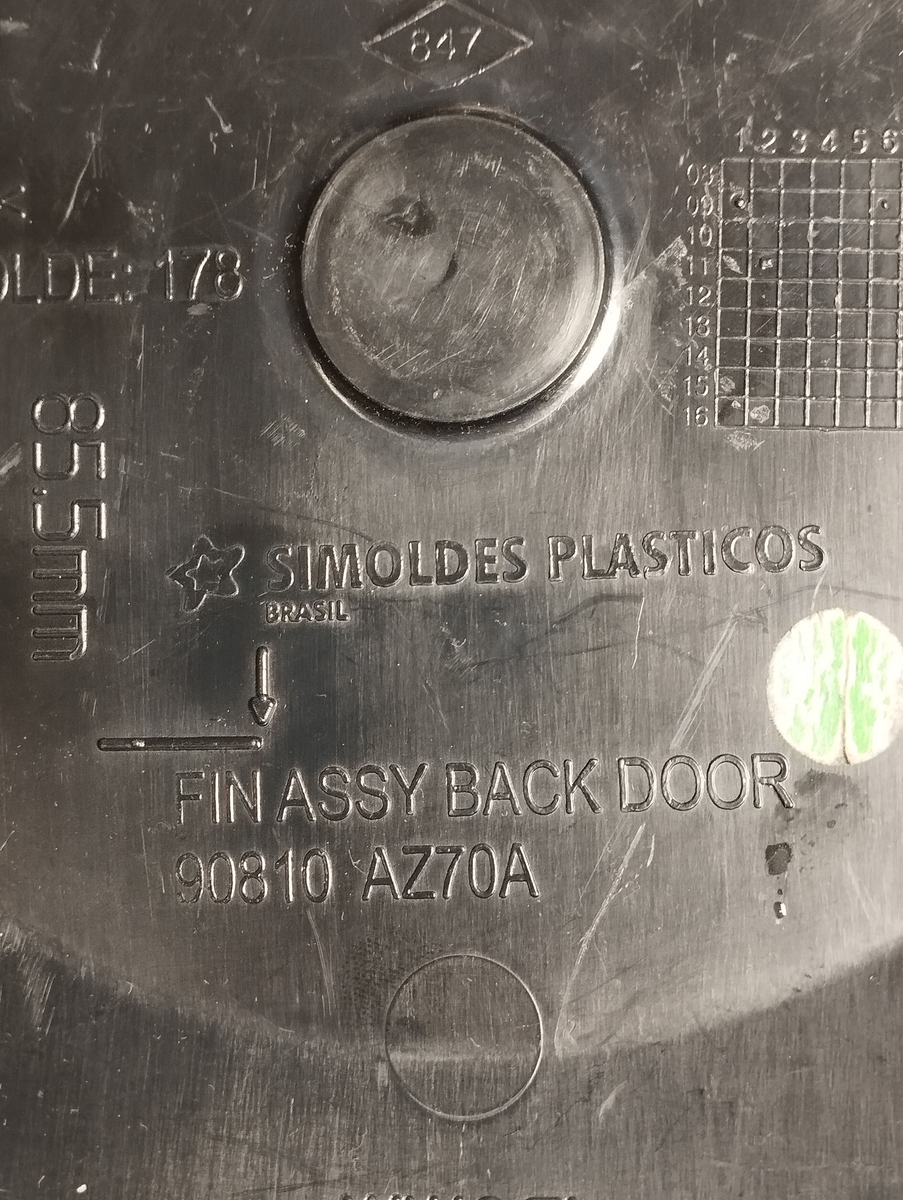 847
1 2 3 4 5 6
08
09
10
11
12
13
14
15
16
OLDE: 178
85.5mm
SIMOLDES PLASTICOS
BRASIL
FIN ASSY BACK DOOR
90810 AZ70A